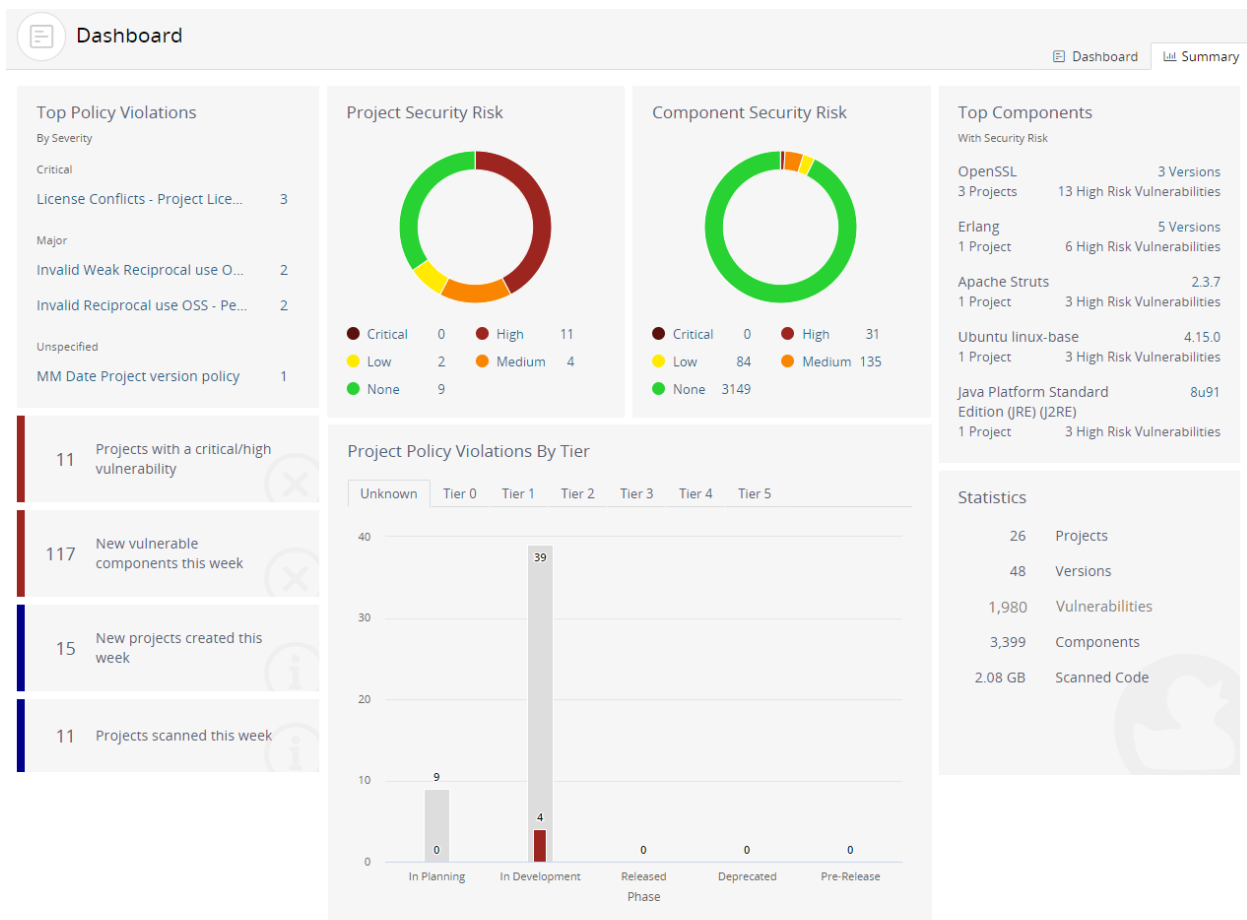 Dashboard
Dashboard
Summary
Top Policy Violations
By Severity
Critical
License Conflicts - Project Lice... 3
Major
Invalid Weak Reciprocal use O... 2
Invalid Reciprocal use OSS - Pe... 2
Unspecified
MM Date Project version policy 1
11 Projects with a critical/high
vulnerability
117 New vulnerable
components this week
15 New projects created this
week
11 Projects scanned this week
Project Security Risk
Critical 0 High 11
Low 2 Medium 4
None 9
Component Security Risk
Critical 0 High 31
Low 84 Medium 135
None 3149
Project Policy Violations By Tier
Unknown Tier 0 Tier 1 Tier 2 Tier 3 Tier 4 Tier 5
40
39
30
20
10
9
4
0 0 0 0 0
In Planning In Development Released Deprecated Pre-Release
Phase
Top Components
With Security Risk
OpenSSL 3 Versions
3 Projects 13 High Risk Vulnerabilities
Erlang 5 Versions
1 Project 6 High Risk Vulnerabilities
Apache Struts 2.3.7
1 Project 3 High Risk Vulnerabilities
Ubuntu linux-base 4.15.0
1 Project 3 High Risk Vulnerabilities
Java Platform Standard 8u91
Edition (JRE) (J2RE)
1 Project 3 High Risk Vulnerabilities
Statistics
26 Projects
48 Versions
1,980 Vulnerabilities
3,399 Components
2.08 GB Scanned Code